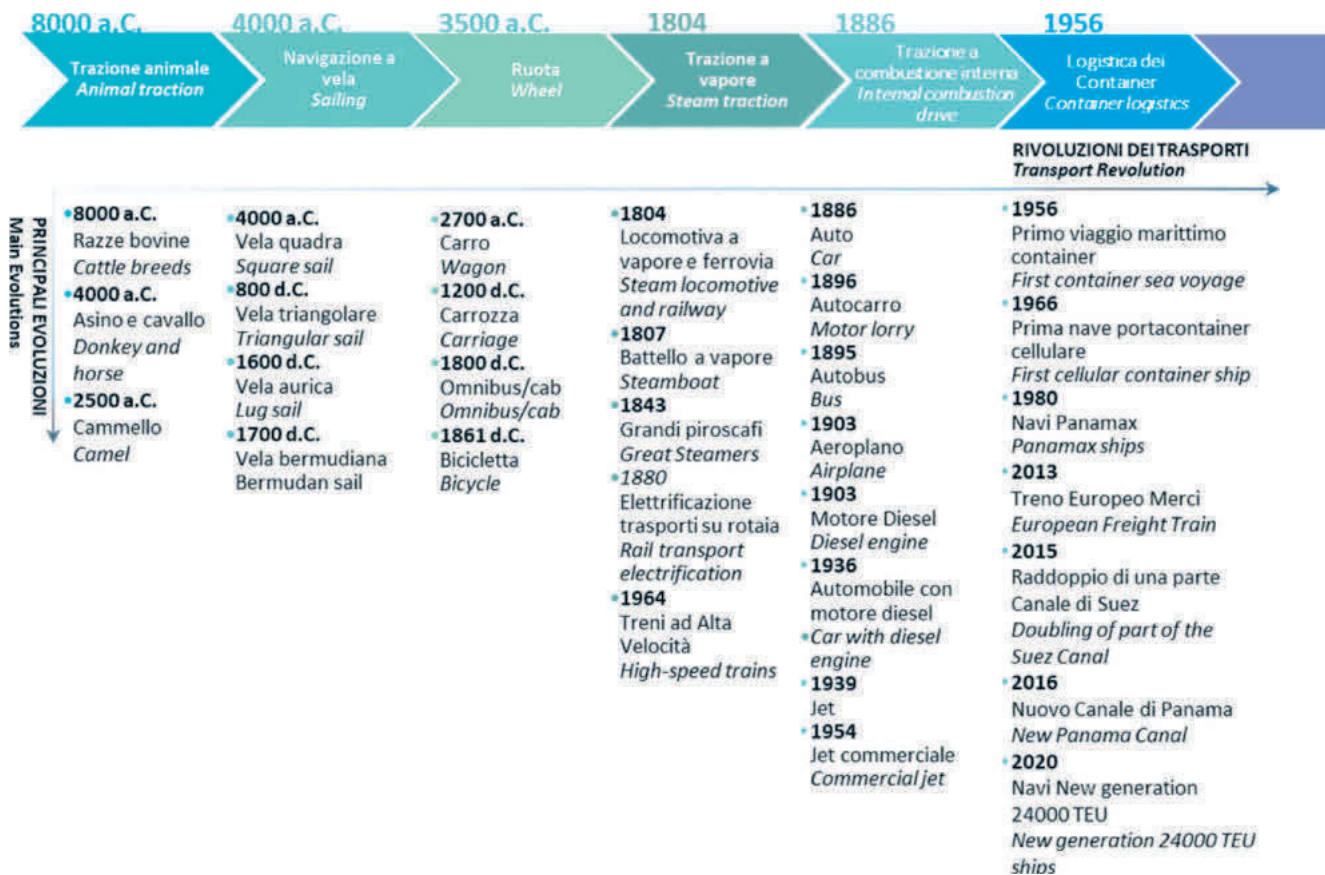 8000 a.C.
4000 a.C.
3500 a.C.
1804
1886
1956
Trazione animale
Animal traction
Navigazione a
vela
Sailing
Ruota
Wheel
Trazione a
vapore
Steam traction
Trazione a
combustione interna
Internal combustion
drive
Logistica dei
Container
Container logistics
RIVOLUZIONI DEI TRASPORTI
Transport Revolution
PRINCIPALI EVOLUZIONI
Main Evolutions
•8000 a.C.
Razze bovine
Cattle breeds
•4000 a.C.
Asino e cavallo
Donkey and
horse
•2500 a.C.
Cammello
Camel
•4000 a.C.
Vela quadra
Square sail
•800 d.C.
Vela triangolare
Triangular sail
•1600 d.C.
Vela aurica
Lug sail
•1700 d.C.
Vela bermudiana
Bermudan sail
•2700 a.C.
Carro
Wagon
•1200 d.C.
Carrozza
Carriage
•1800 d.C.
Omnibus/cab
Omnibus/cab
•1861 d.C.
Bicicletta
Bicycle
•1804
Locomotiva a
vapore e ferrovia
Steam locomotive
and railway
•1807
Battello a vapore
Steamboat
•1843
Grandi piroscafi
Great Steamers
•1880
Elettrificazione
trasporti su rotaia
Rail transport
electrification
•1964
Treni ad Alta
Velocità
High-speed trains
•1886
Auto
Car
•1896
Autocarro
Motor lorry
•1895
Autobus
Bus
•1903
Aeroplano
Airplane
•1903
Motore Diesel
Diesel engine
•1936
Automobile con
motore diesel
•Car with diesel
engine
•1939
Jet
•1954
Jet commerciale
Commercial jet
•1956
Primo viaggio marittimo
container
First container sea voyage
•1966
Prima nave portacontainer
cellulare
First cellular container ship
•1980
Navi Panamax
Panamax ships
•2013
Treno Europeo Merci
European Freight Train
•2015
Raddoppio di una parte
Canale di Suez
Doubling of part of the
Suez Canal
•2016
Nuovo Canale di Panama
New Panama Canal
•2020
Navi New generation
24000 TEU
New generation 24000 TEU
ships